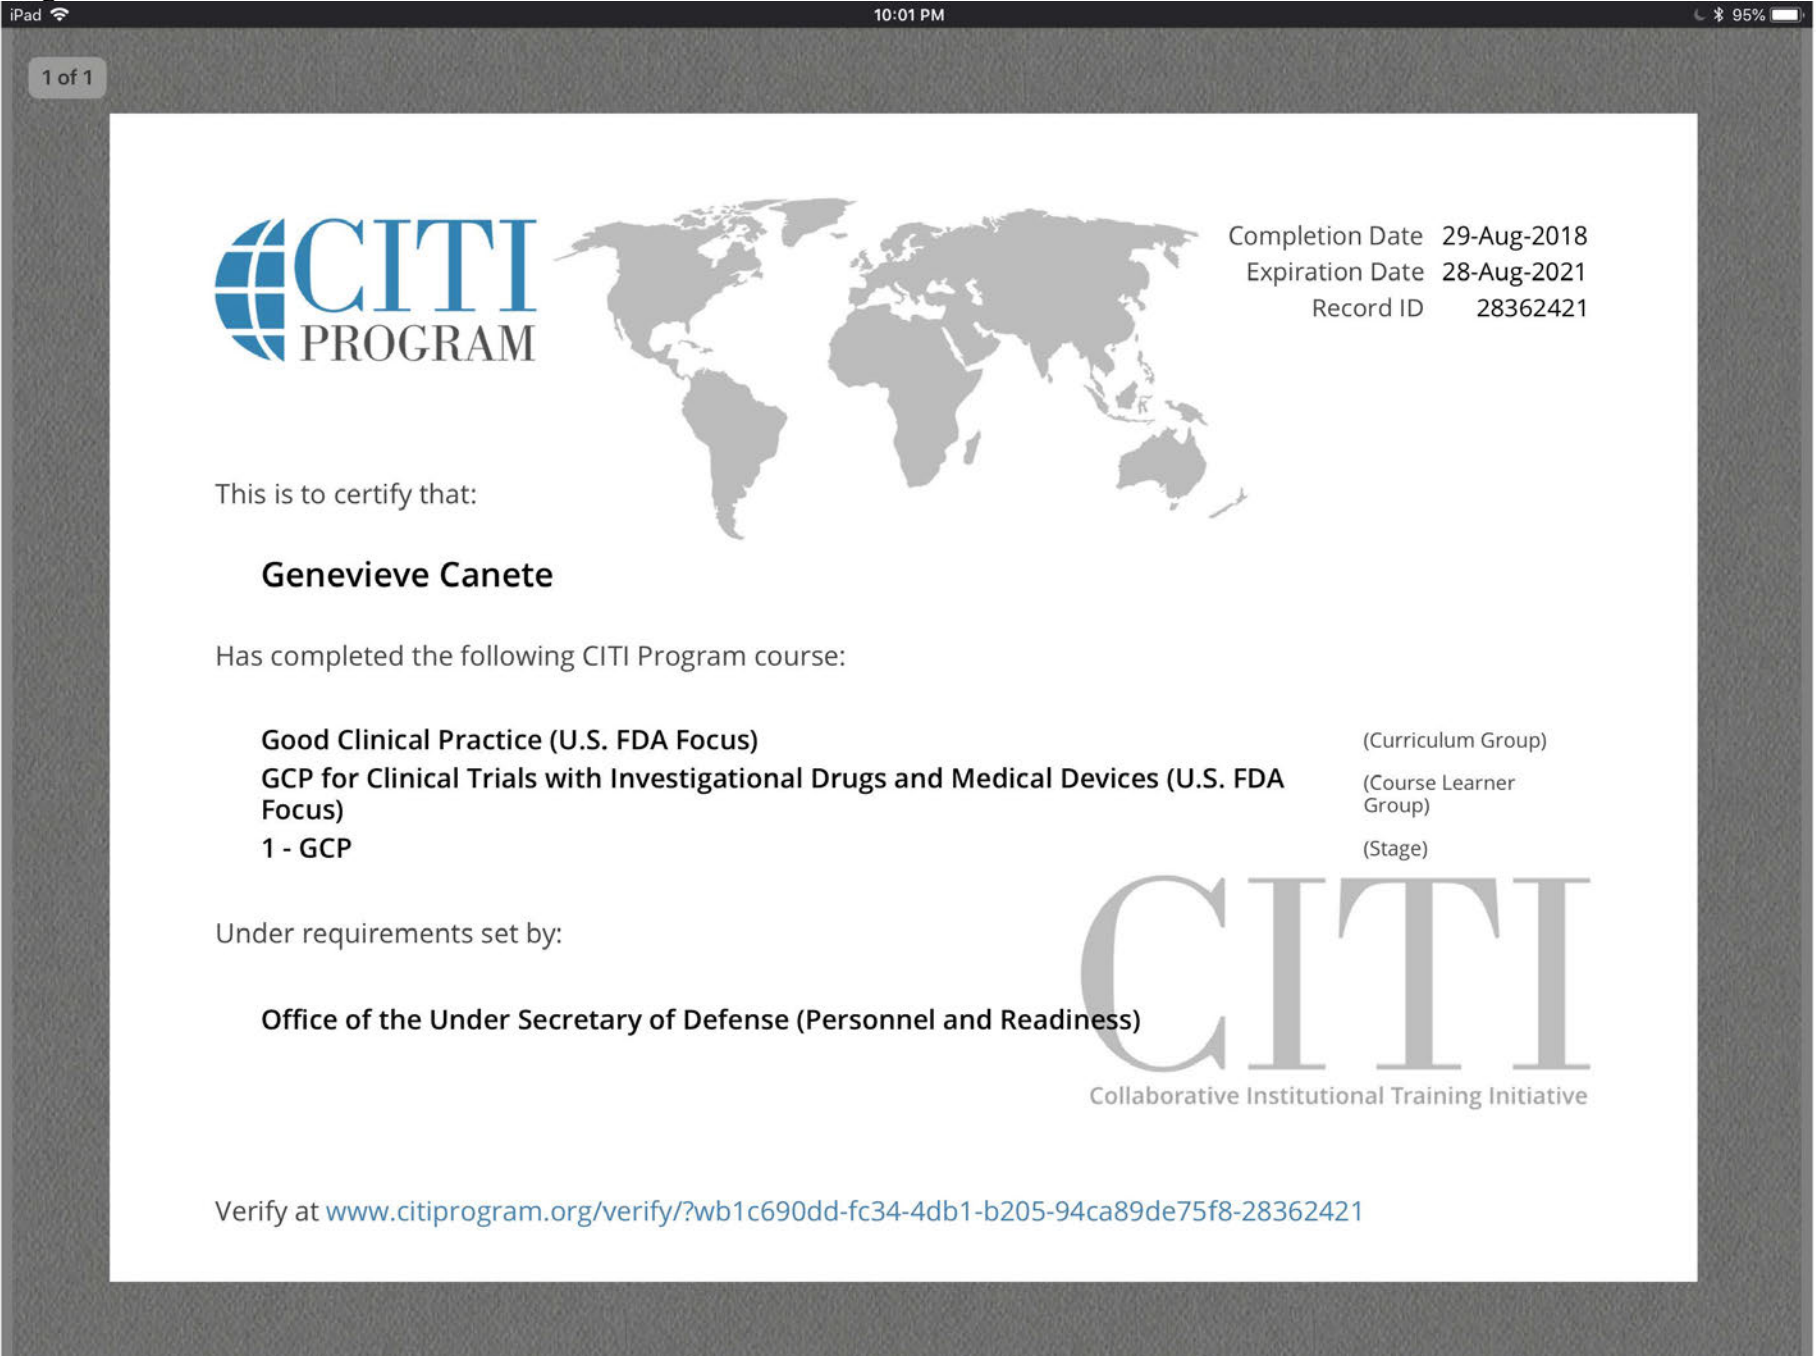 iPad
10:01 PM
95%
1 of 1
CITI
PROGRAM
Completion Date 29-Aug-2018
Expiration Date 28-Aug-2021
Record ID 28362421
This is to certify that:
Genevieve Canete
Has completed the following CITI Program course:
Good Clinical Practice (U.S. FDA Focus) (Curriculum Group)
GCP for Clinical Trials with Investigational Drugs and Medical Devices (U.S. FDA
Focus)
(Course Learner
Group)
1 - GCP (Stage)
Under requirements set by:
Office of the Under Secretary of Defense (Personnel and Readiness)
CITI
Collaborative Institutional Training Initiative
Verify at www.citiprogram.org/verify/?wb1c690dd-fc34-4db1-b205-94ca89de75f8-28362421